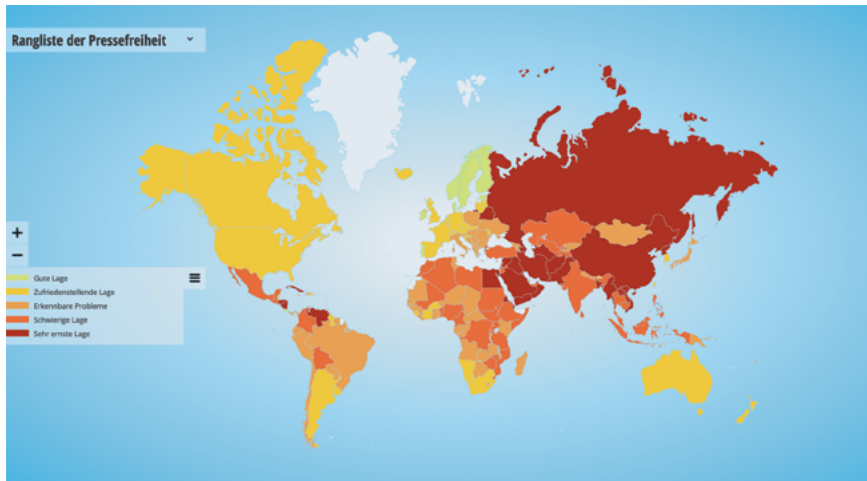 Rangliste der Pressefreiheit
+
−
Gute Lage
Zufriedenstellende Lage
Erkennbare Probleme
Schwierige Lage
Sehr ernste Lage